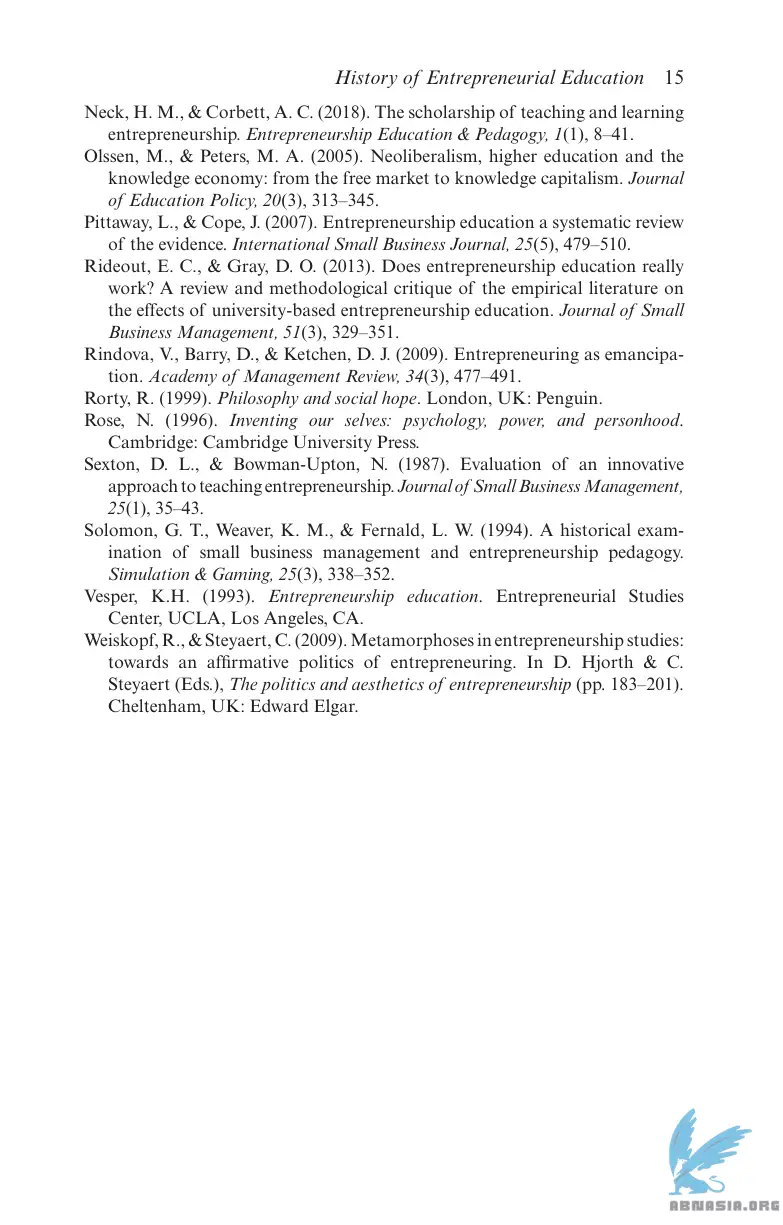 History of Entrepreneurial Education 15
Neck, H. M., & Corbett, A. C. (2018). The scholarship of teaching and learning
entrepreneurship. Entrepreneurship Education & Pedagogy, 1(1), 8–41.
Olssen, M., & Peters, M. A. (2005). Neoliberalism, higher education and the
knowledge economy: from the free market to knowledge capitalism. Journal
of Education Policy, 20(3), 313–345.
Pittaway, L., & Cope, J. (2007). Entrepreneurship education a systematic review
of the evidence. International Small Business Journal, 25(5), 479–510.
Rideout, E. C., & Gray, D. O. (2013). Does entrepreneurship education really
work? A review and methodological critique of the empirical literature on
the effects of university-based entrepreneurship education. Journal of Small
Business Management, 51(3), 329–351.
Rindova, V., Barry, D., & Ketchen, D. J. (2009). Entrepreneuring as emancipa-
tion. Academy of Management Review, 34(3), 477–491.
Rorty, R. (1999). Philosophy and social hope. London, UK: Penguin.
Rose, N. (1996). Inventing our selves: psychology, power, and personhood.
Cambridge: Cambridge University Press.
Sexton, D. L., & Bowman-Upton, N. (1987). Evaluation of an innovative
approach to teaching entrepreneurship. Journal of Small Business Management,
25(1), 35–43.
Solomon, G. T., Weaver, K. M., & Fernald, L. W. (1994). A historical exam-
ination of small business management and entrepreneurship pedagogy.
Simulation & Gaming, 25(3), 338–352.
Vesper, K.H. (1993). Entrepreneurship education. Entrepreneurial Studies
Center, UCLA, Los Angeles, CA.
Weiskopf, R., & Steyaert, C. (2009). Metamorphoses in entrepreneurship studies:
towards an affirmative politics of entrepreneuring. In D. Hjorth & C.
Steyaert (Eds.), The politics and aesthetics of entrepreneurship (pp. 183–201).
Cheltenham, UK: Edward Elgar.
ABNASIA.ORG